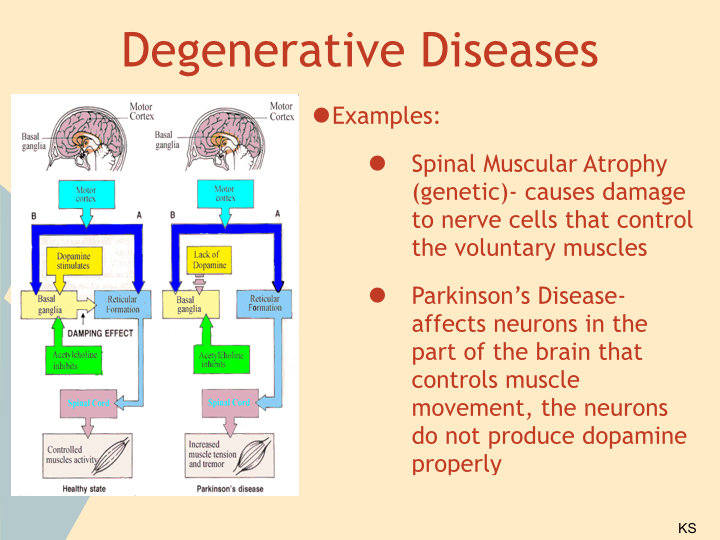 Degenerative Diseases
Motor
Cortex
Basal
ganglia
Motor
cortex
B
A
Dopamine
stimulates
Basal
ganglia
Reticular
Formation
DAMPING EFFECT
Acetylcholine
inhibits
Spinal Cord
Controlled
muscles activity
Healthy state
Motor
Cortex
Basal
ganglia
Motor
cortex
B
A
Lack of
Dopamine
Basal
ganglia
Reticular
Formation
Acetylcholine
inhibits
Spinal Cord
Increased
muscle tension
and tremor
Parkinson's disease
●Examples:
● Spinal Muscular Atrophy
(genetic)- causes damage
to nerve cells that control
the voluntary muscles
● Parkinson’s Disease-
affects neurons in the
part of the brain that
controls muscle
movement, the neurons
do not produce dopamine
properly
KS